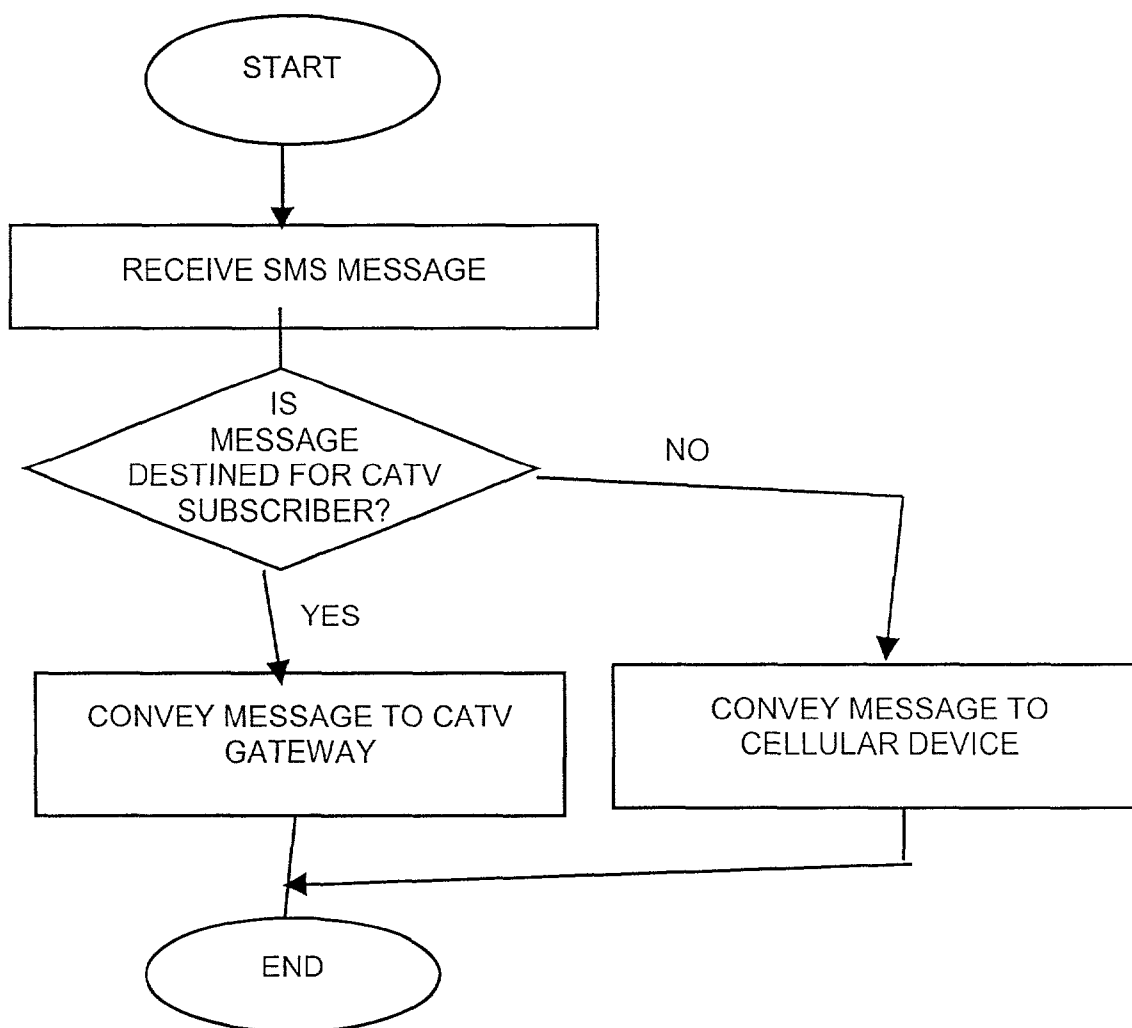 START
RECEIVE SMS MESSAGE
IS
MESSAGE
DESTINED FOR CATV
SUBSCRIBER?
NO
YES
CONVEY MESSAGE TO CATV
GATEWAY
CONVEY MESSAGE TO
CELLULAR DEVICE
END